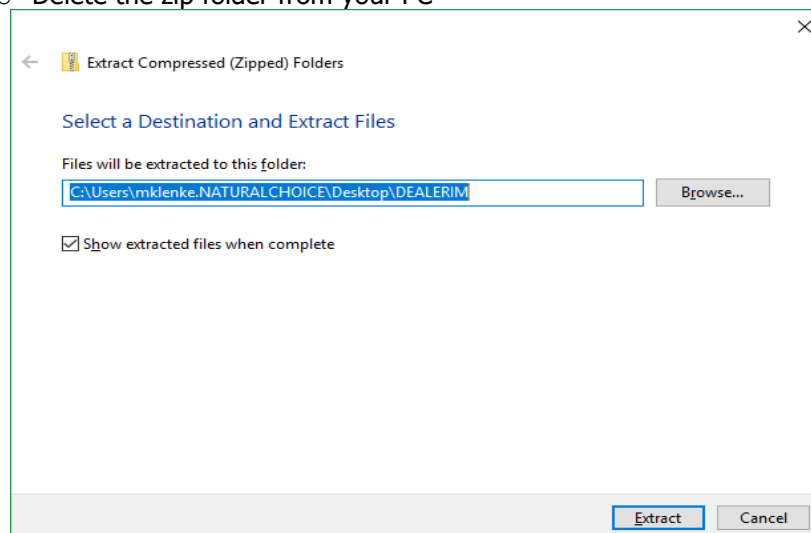 ○ Delete the zip folder from your PC
Extract Compressed (Zipped) Folders
Select a Destination and Extract Files
Files will be extracted to this folder:
C:\Users\mklenke.NATURALCHOICE\Desktop\DEALERIM
Browse...
Show extracted files when complete
Extract Cancel